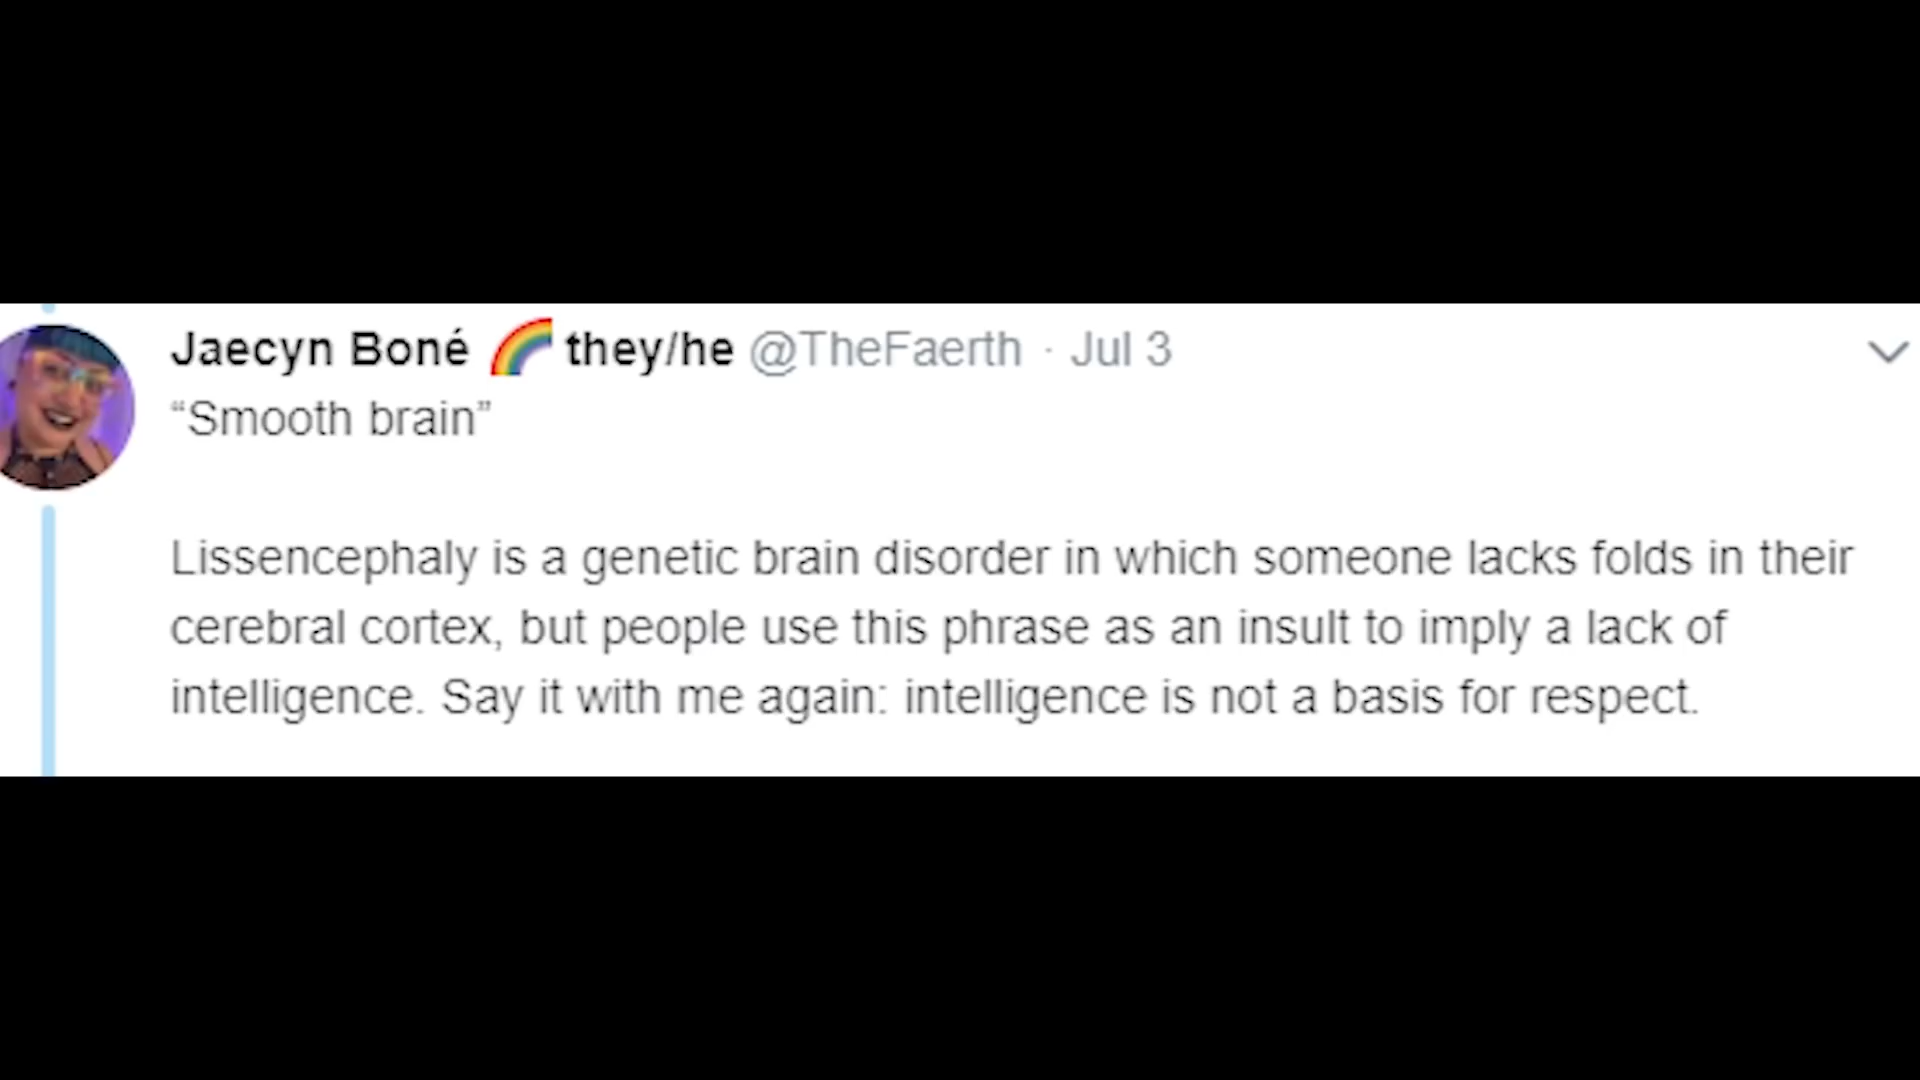 Jaecyn Boné 🌈 they/he @TheFaerth · Jul 3
“Smooth brain”
Lissencephaly is a genetic brain disorder in which someone lacks folds in their
cerebral cortex, but people use this phrase as an insult to imply a lack of
intelligence. Say it with me again: intelligence is not a basis for respect.